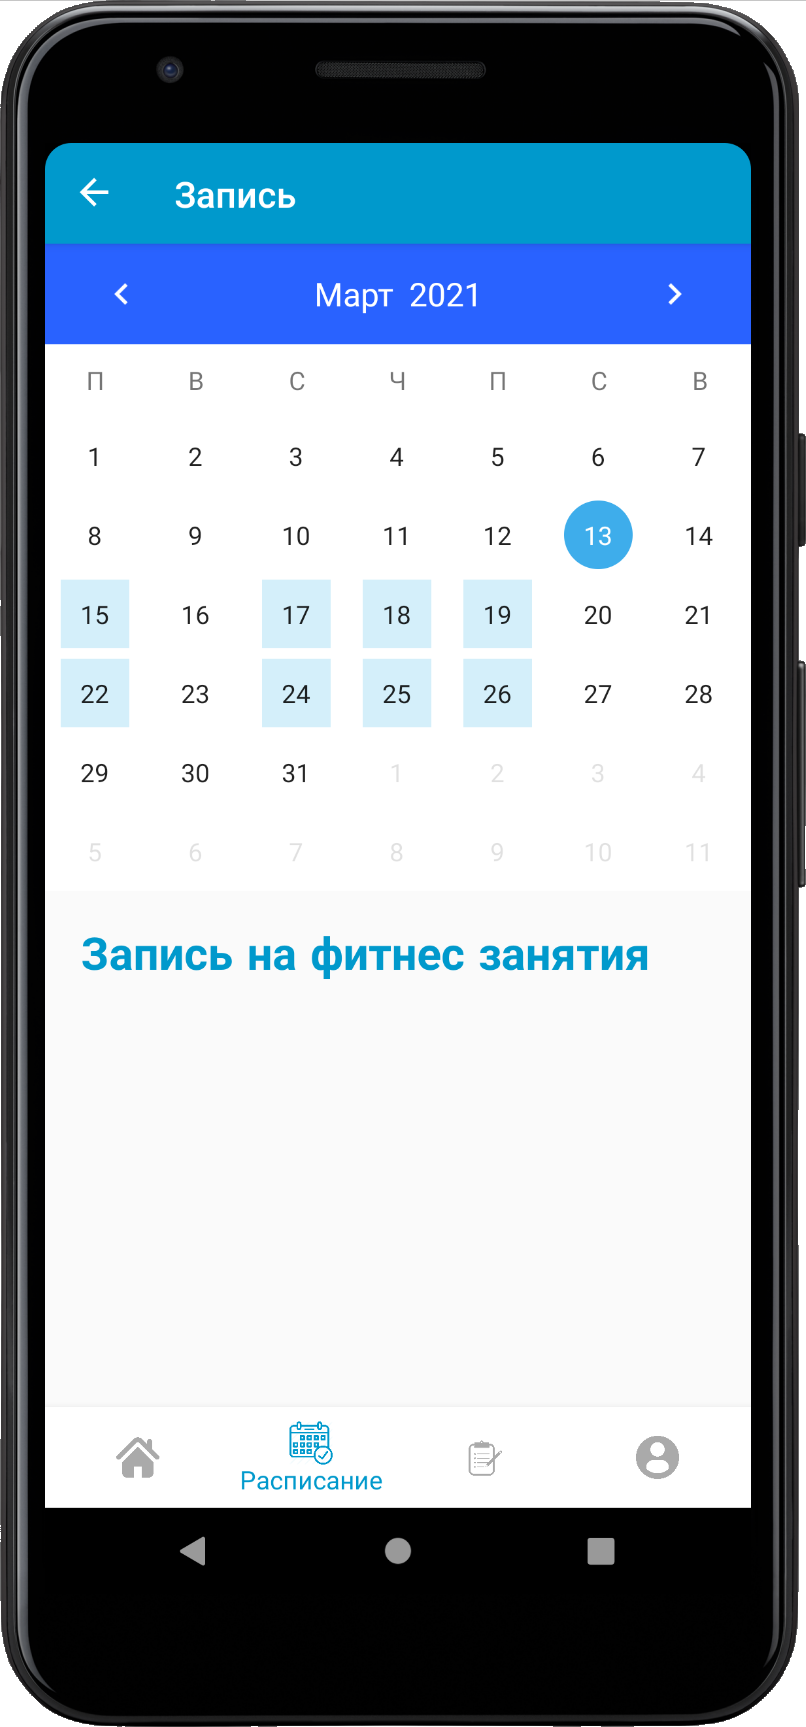 Запись
Март 2021
П В С Ч П С В
1 2 3 4 5 6 7
8 9 10 11 12 13 14
15 16 17 18 19 20 21
22 23 24 25 26 27 28
29 30 31 1 2 3 4
5 6 7 8 9 10 11
Запись на фитнес занятия
Расписание